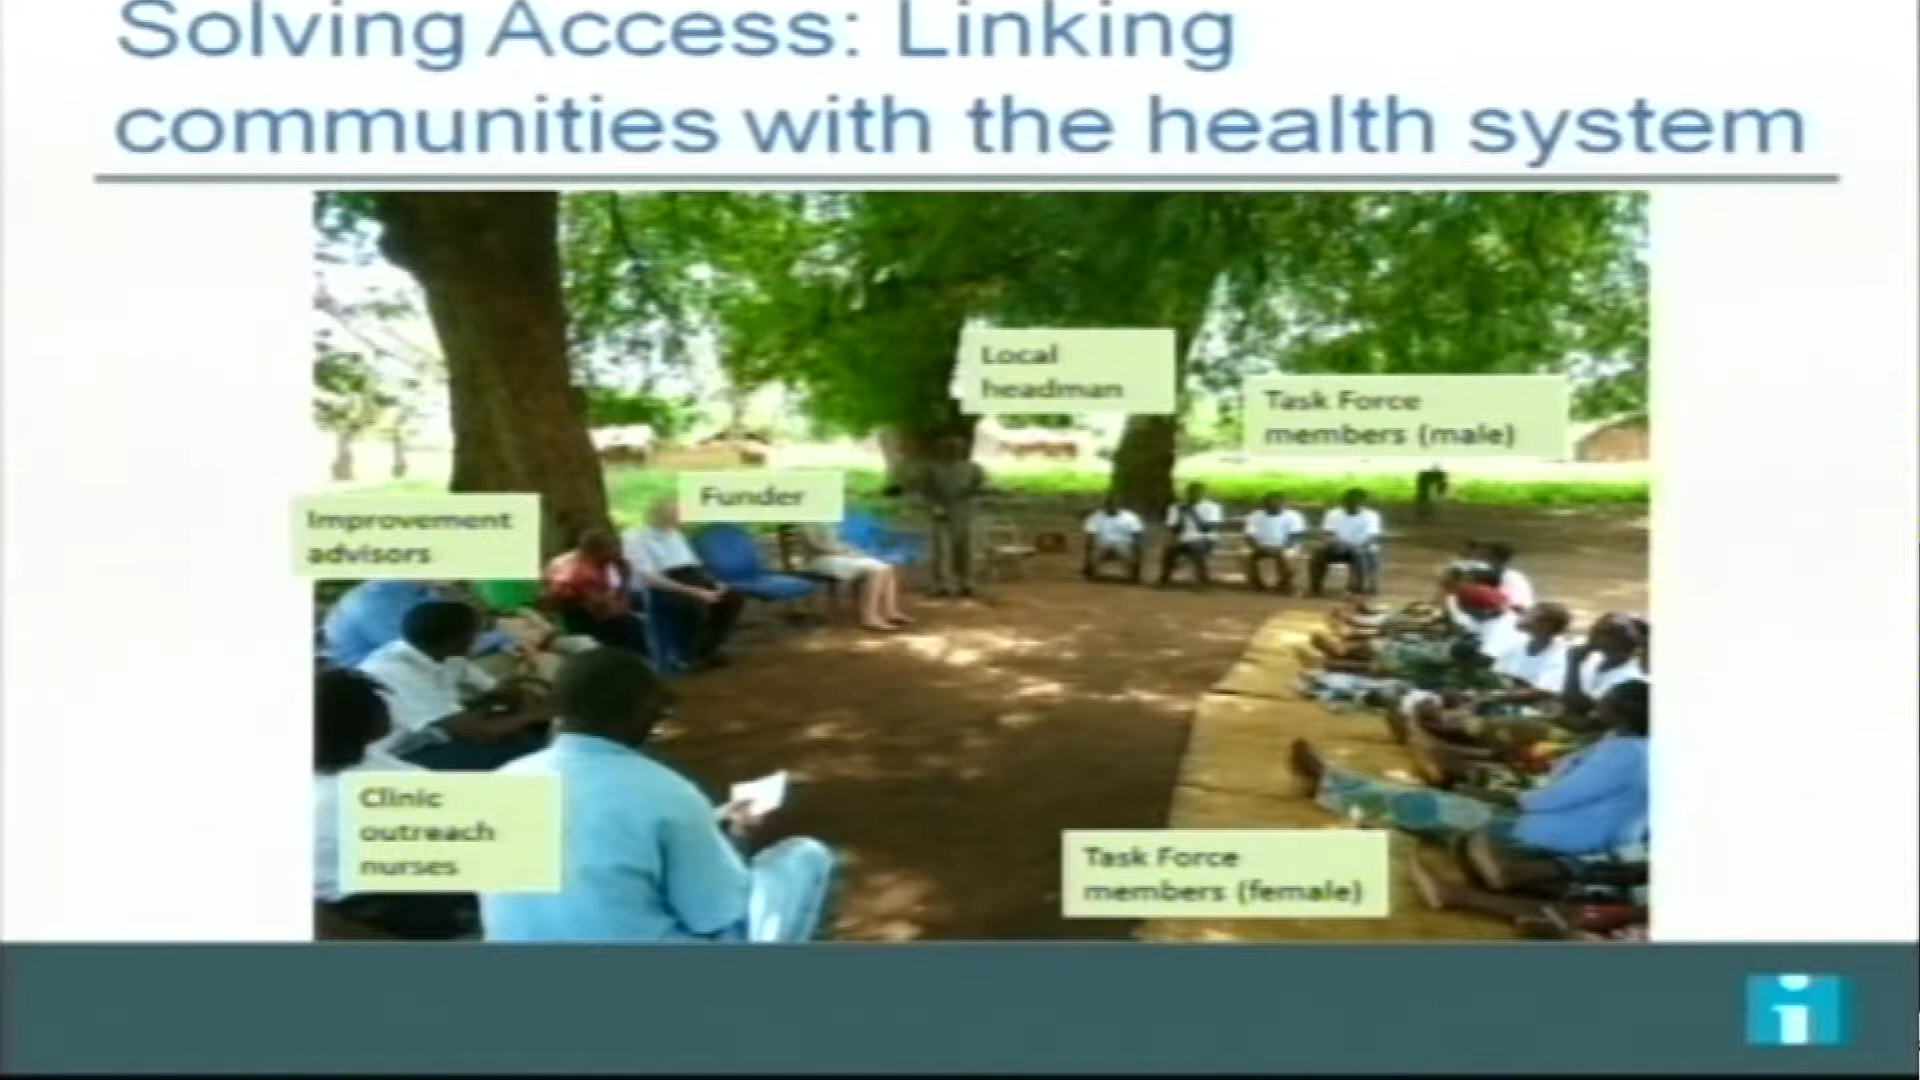 Solving Access: Linking
communities with the health system
Local
headman
Task Force
members (male)
Funder
Improvement
advisors
Clinic
outreach
nurses
Task Force
members (female)
i